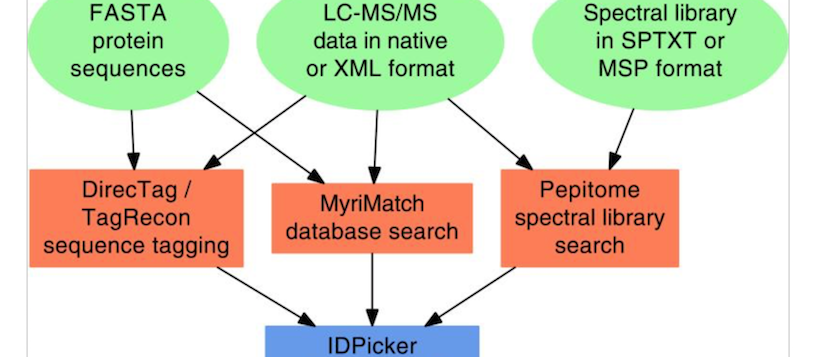 FASTA
protein
sequences
LC-MS/MS
data in native
or XML format
Spectral library
in SPTXT or
MSP format
DirecTag /
TagRecon
sequence tagging
MyriMatch
database search
Pepitome
spectral library
search
IDPicker